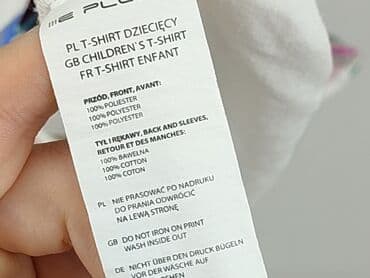 PL T-SHIRT DZIECIĘCY
GB CHILDREN'S T-SHIRT
FR T-SHIRT ENFANT
PRZÓD, FRONT, AVANT:
100% POLIESTER
100% POLYESTER
100% POLYESTER
TYŁ I RĘKAWY, BACK AND SLEEVES,
RETOUR ET DES MANCHES:
100% BAWEŁNA
100% COTTON
100% COTON
PL NIE PRASOWAĆ PO NADRUKU
DO PRANIA ODWRÓCIĆ
NA LEWĄ STRONĘ
GB DO NOT IRON ON PRINT
WASH INSIDE OUT
DE NICHT ÜBER DEN DRUCK BÜGELN
VOR DER WÄSCHE AUF